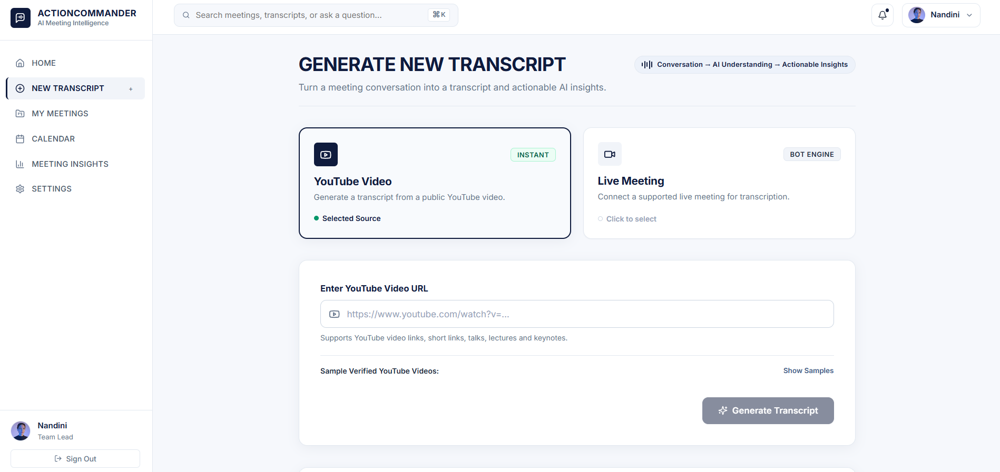 ACTIONCOMMANDER
AI Meeting Intelligence
Search meetings, transcripts, or ask a question...
⌘K
Nandini
HOME
NEW TRANSCRIPT +
MY MEETINGS
CALENDAR
MEETING INSIGHTS
SETTINGS
Nandini
Team Lead
Sign Out
GENERATE NEW TRANSCRIPT
Conversation → AI Understanding → Actionable Insights
Turn a meeting conversation into a transcript and actionable AI insights.
INSTANT
YouTube Video
Generate a transcript from a public YouTube video.
Selected Source
BOT ENGINE
Live Meeting
Connect a supported live meeting for transcription.
Click to select
Enter YouTube Video URL
https://www.youtube.com/watch?v=...
Supports YouTube video links, short links, talks, lectures and keynotes.
Sample Verified YouTube Videos:
Show Samples
Generate Transcript